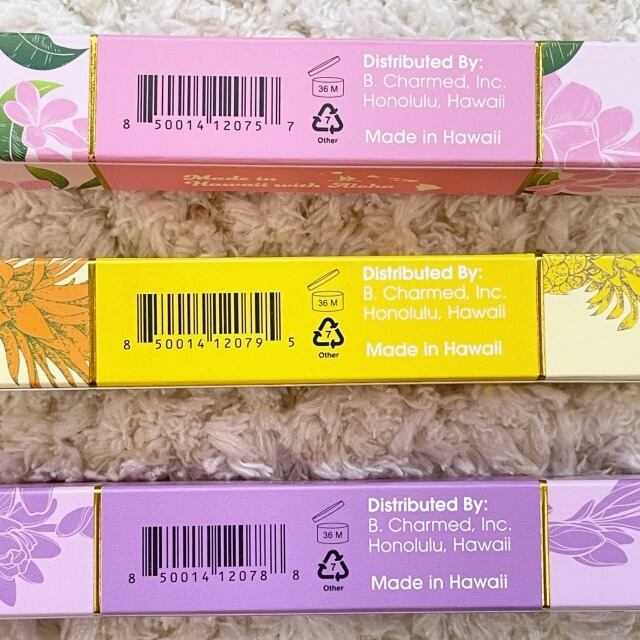 Distributed By:
B. Charmed, Inc.
Honolulu, Hawaii
Made in Hawaii
36 M
7
Other
8 50014 12075 7
Made in
Hawaii with Aloha
Distributed By:
B. Charmed, Inc.
Honolulu, Hawaii
Made in Hawaii
36 M
7
Other
8 50014 12079 5
Distributed By:
B. Charmed, Inc.
Honolulu, Hawaii
Made in Hawaii
36 M
7
Other
8 50014 12078 8